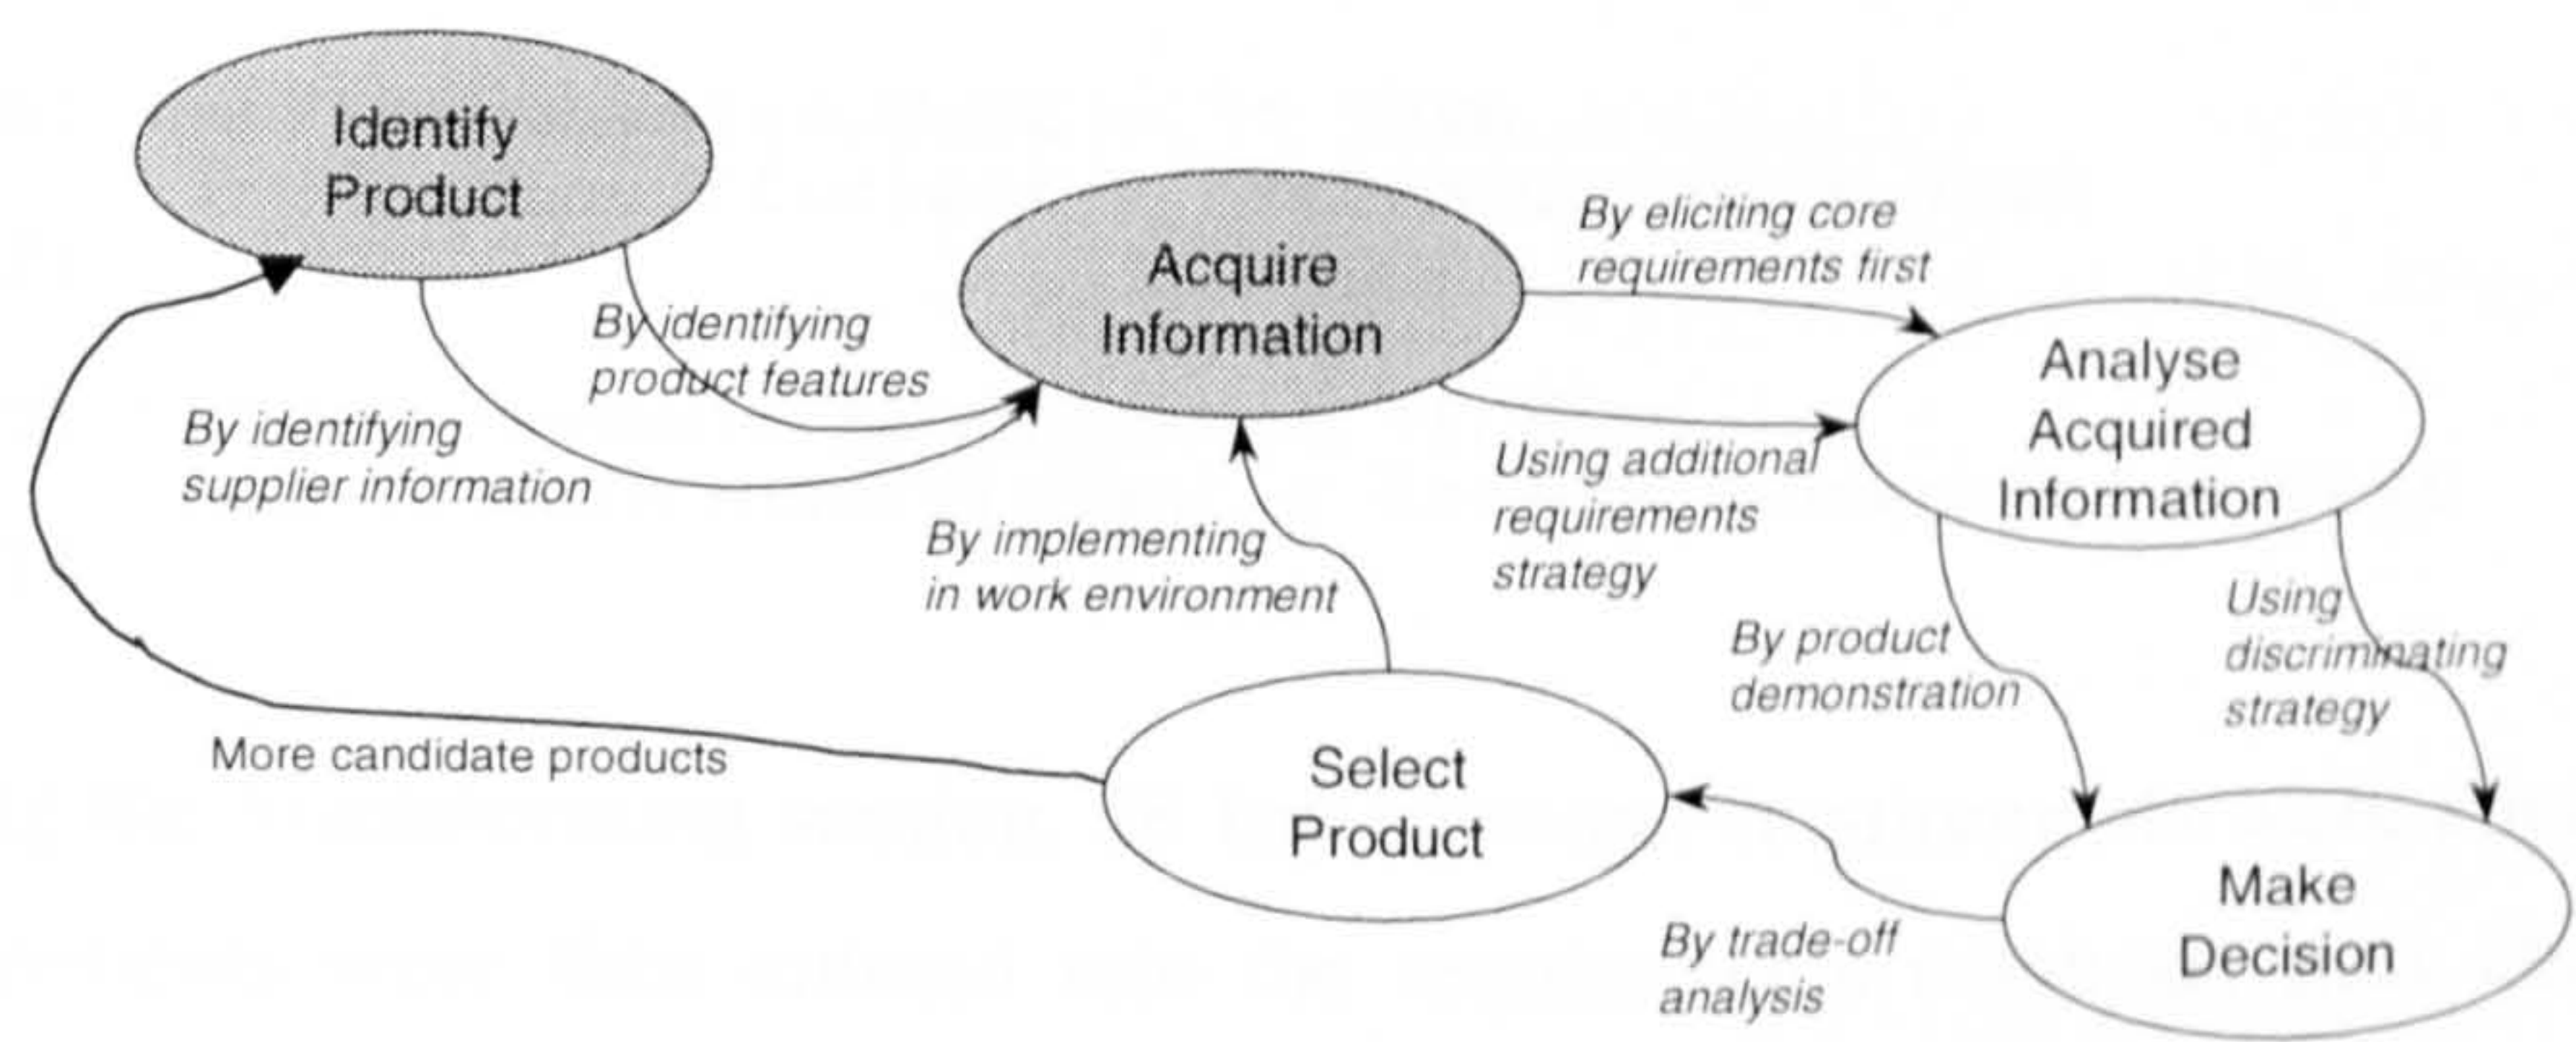 Identify
Product
Acquire
Information
By eliciting core
requirements first
By identifying
product features
By identifying
supplier information
Analyse
Acquired
Information
Using additional
requirements
strategy
By implementing
in work environment
By product
demonstration
Using
discriminating
strategy
More candidate products
Select
Product
Make
Decision
By trade-off
analysis